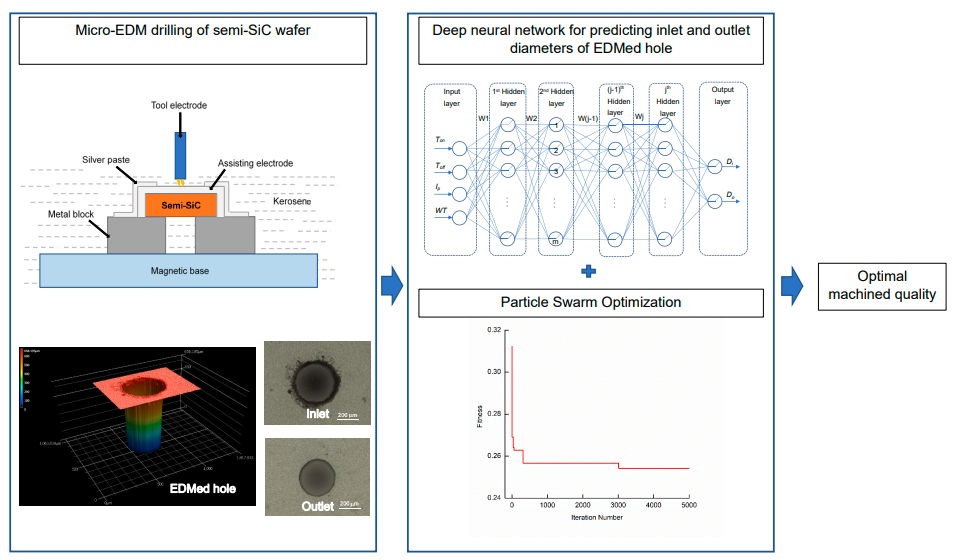 Micro-EDM drilling of semi-SiC wafer
Tool electrode
Silver paste
Assisting electrode
Semi-SiC
Kerosene
Metal block
Magnetic base
EDMed hole
Inlet
200 μm
Outlet
200 μm
Deep neural network for predicting inlet and outlet
diameters of EDMed hole
Input
layer
1st Hidden
layer
2nd Hidden
layer
(j-1)th
Hidden
layer
jth
Hidden
layer
Output
layer
W1
W2
W(j-1)
Wj
Ton
Toff
Ip
WT
1
2
3
m
Di
Do
Particle Swarm Optimization
0.32
0.30
0.28
0.26
0.24
Fitness
0
1000
2000
3000
4000
5000
Iteration Number
Optimal
machined quality